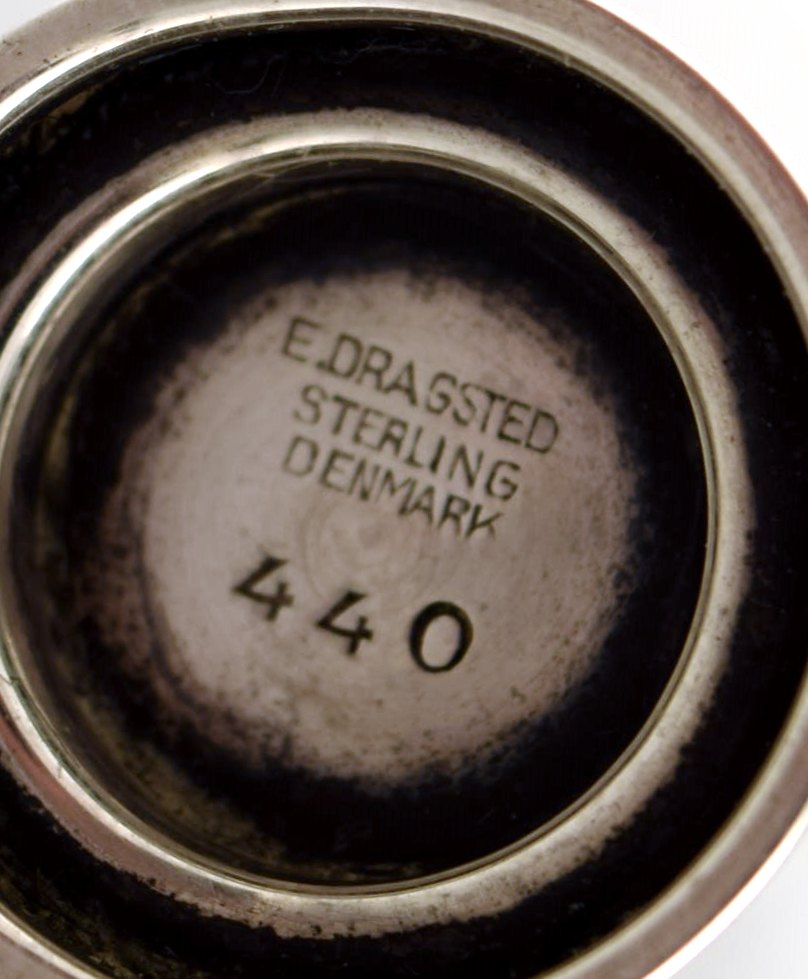 E.DRAGSTED
STERLING
DENMARK
440